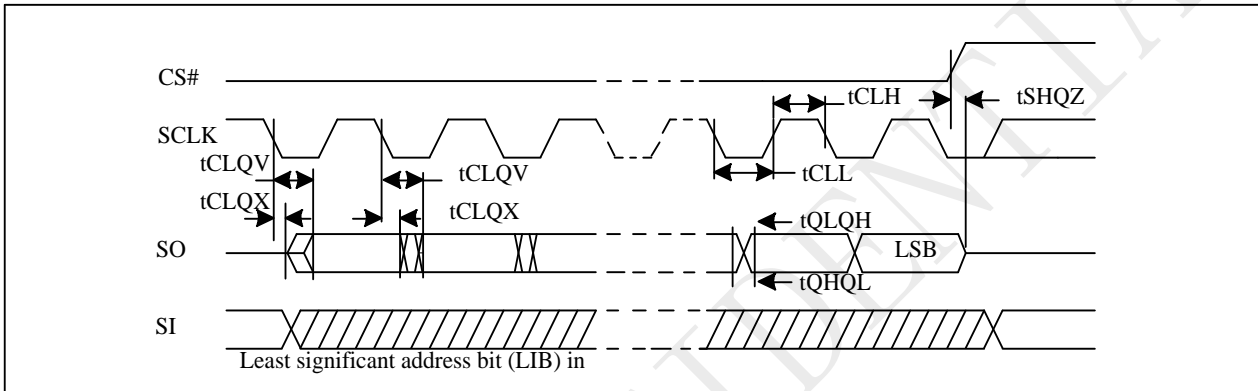 CS#
tCLH
tSHQZ
SCLK
tCLQV
tCLQV
tCLL
tCLQX
tCLQX
tQLQH
SO
LSB
tQHQL
SI
Least significant address bit (LIB) in